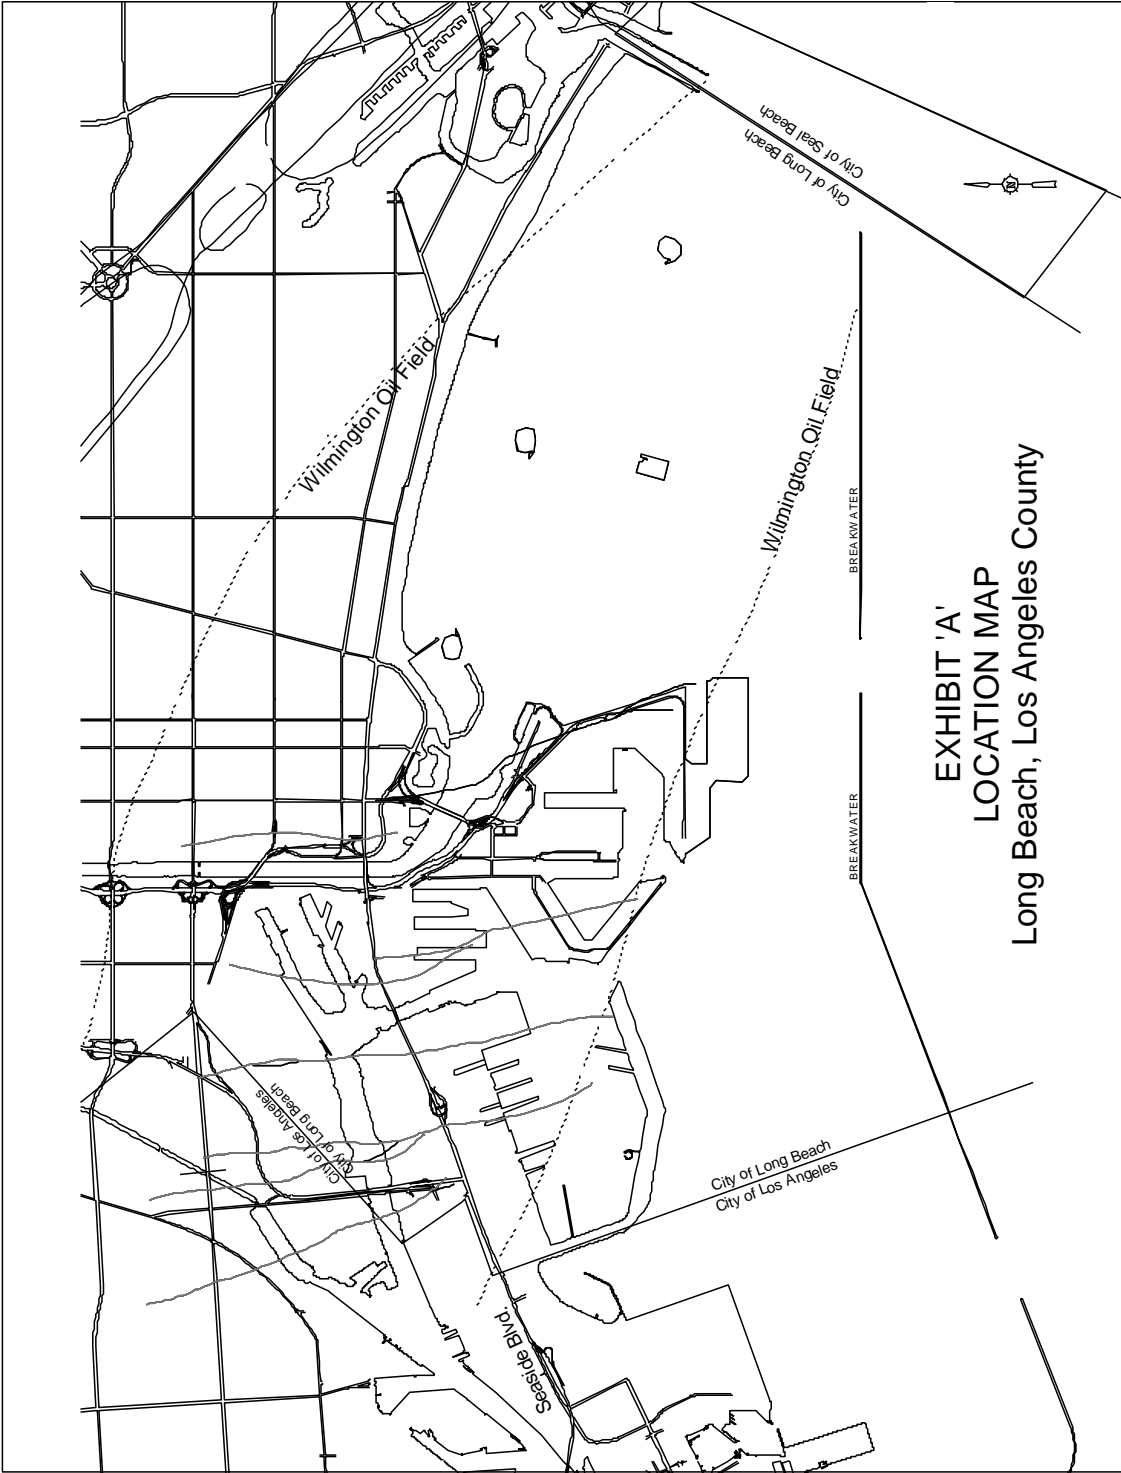 EXHIBIT 'A'
LOCATION MAP
Long Beach, Los Angeles County
Wilmington Oil Field
Wilmington Oil Field
BREAKWATER
BREAKWATER
City of Seal Beach
City of Long Beach
N
City of Los Angeles
City of Long Beach
City of Long Beach
City of Los Angeles
Seaside Blvd.